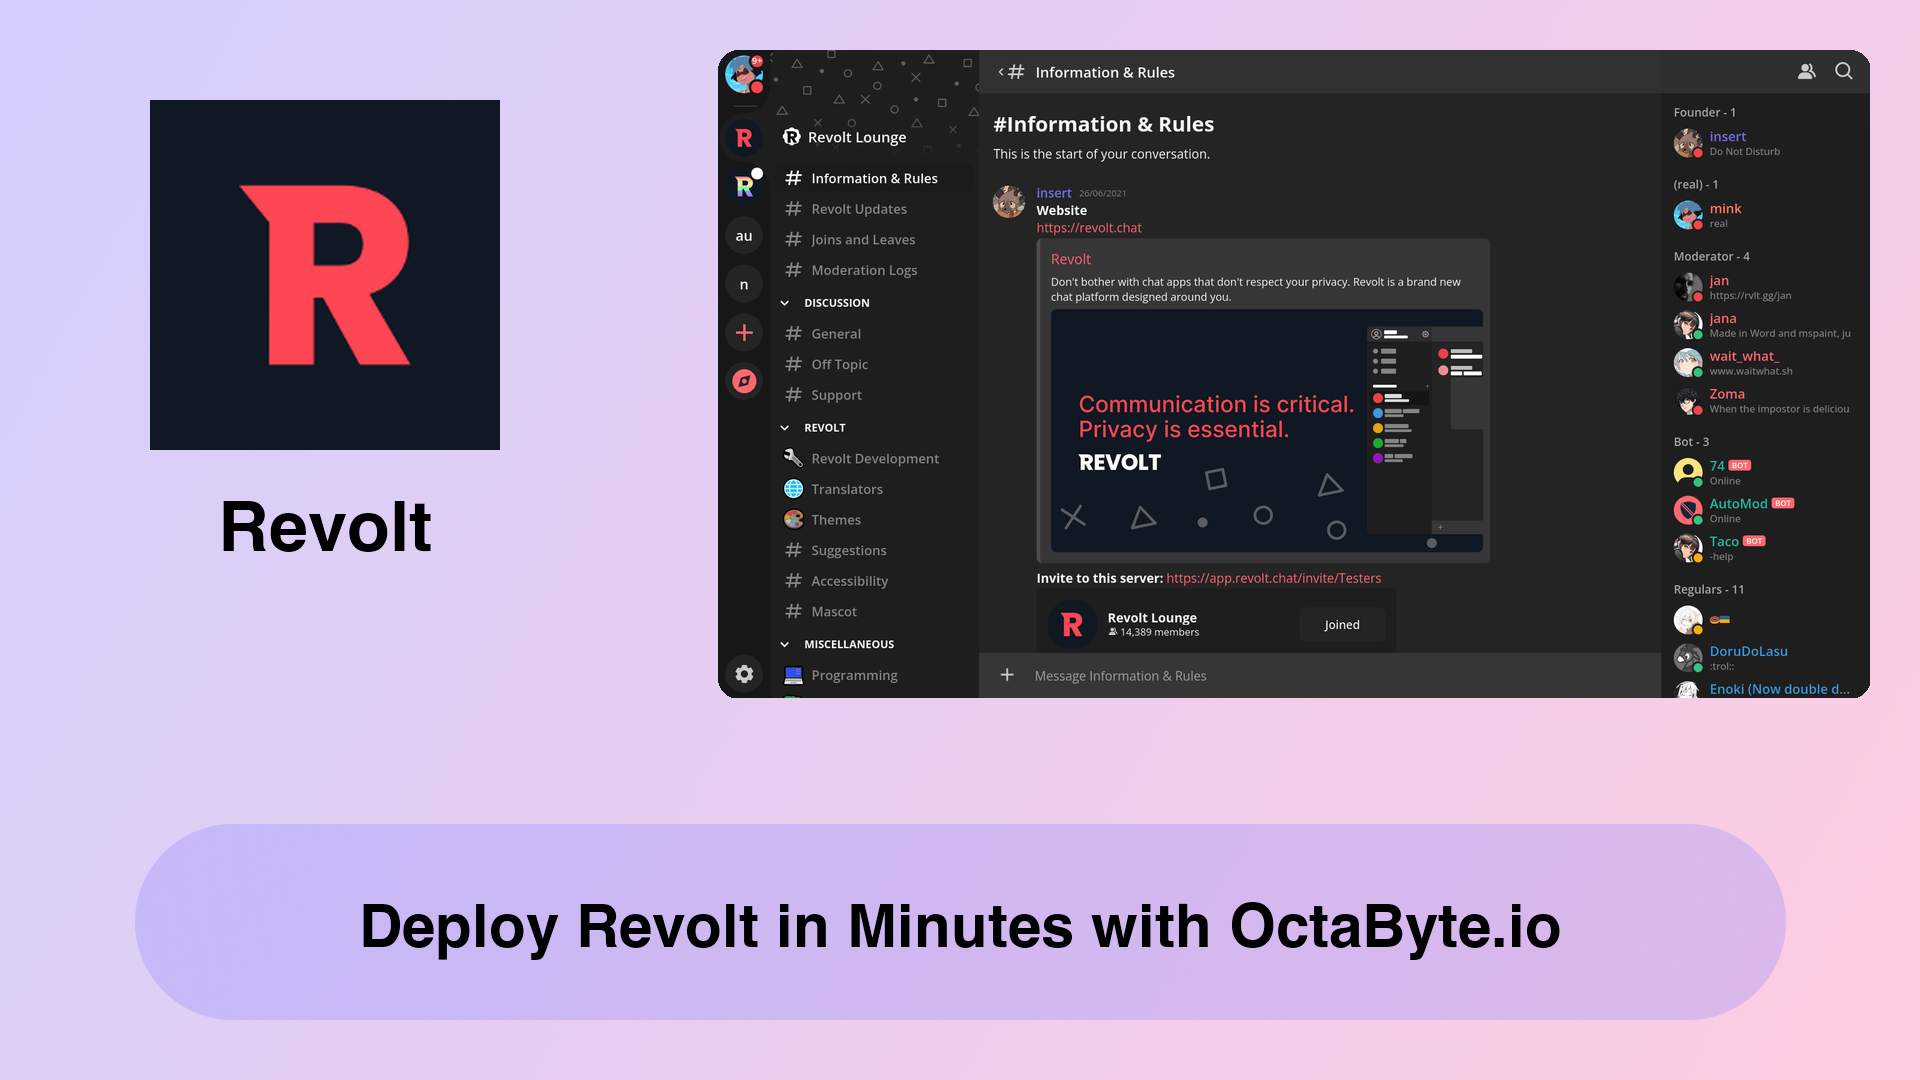 R
Revolt
9+
R
R
au
n
Revolt Lounge
Information & Rules
Revolt Updates
Joins and Leaves
Moderation Logs
DISCUSSION
General
Off Topic
Support
REVOLT
Revolt Development
Translators
Themes
Suggestions
Accessibility
Mascot
MISCELLANEOUS
Programming
Information & Rules
#Information & Rules
This is the start of your conversation.
insert 26/06/2021
Website
https://revolt.chat
Revolt
Don't bother with chat apps that don't respect your privacy. Revolt is a brand new
chat platform designed around you.
Communication is critical.
Privacy is essential.
REVOLT
Invite to this server: https://app.revolt.chat/invite/Testers
R
Revolt Lounge
14,389 members
Joined
Message Information & Rules
Founder - 1
insert
Do Not Disturb
(real) - 1
mink
real
Moderator - 4
jan
https://rvlt.gg/jan
jana
Made in Word and mspaint, ju
wait_what_
www.waitwhat.sh
Zoma
When the impostor is deliciou
Bot - 3
74 BOT
Online
AutoMod BOT
Online
Taco BOT
-help
Regulars - 11
DoruDoLasu
:trol::
Enoki (Now double d...
Deploy Revolt in Minutes with OctaByte.io